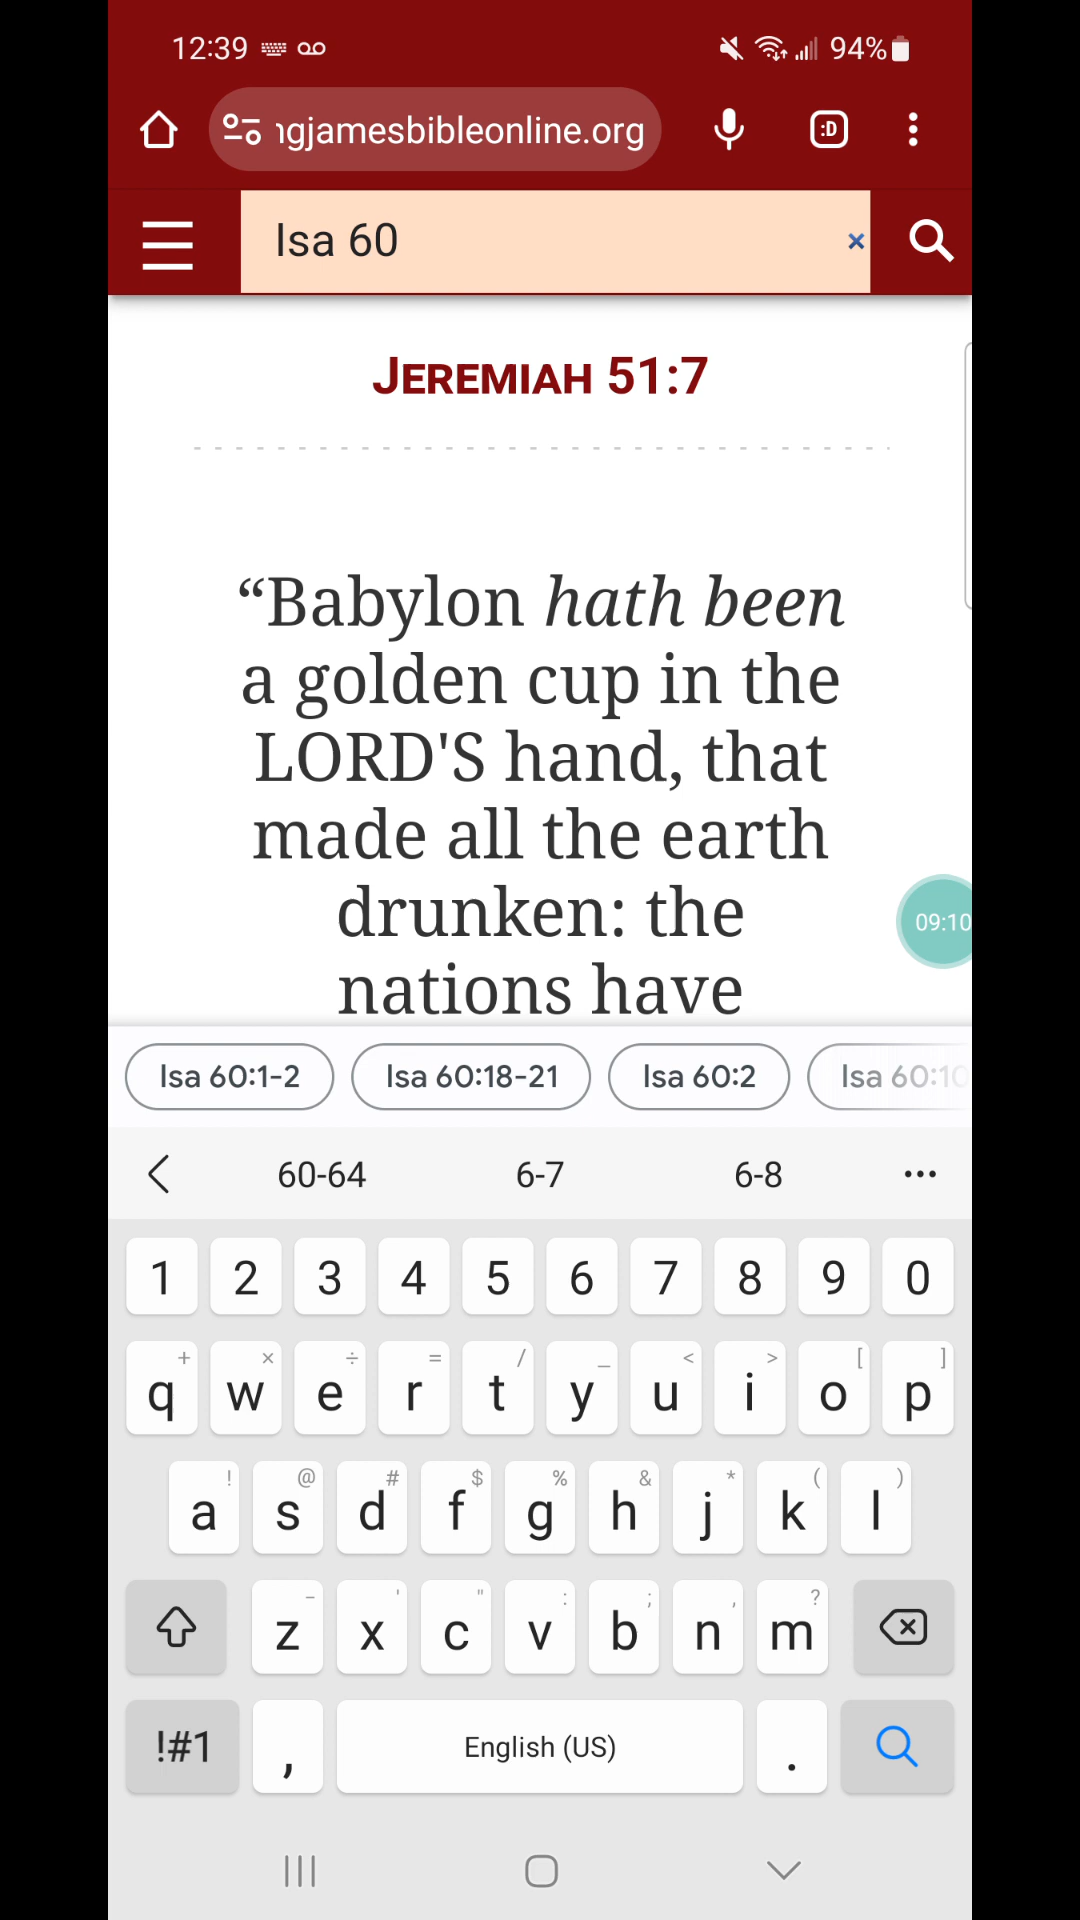 12:39 94%
ngjamesbibleonline.org :D
Isa 60 ×
JEREMIAH 51:7
“Babylon hath been
a golden cup in the
LORD'S hand, that
made all the earth
drunken: the
09:10
nations have
Isa 60:1-2 Isa 60:18-21 Isa 60:2 Isa 60:10
60-64 6-7 6-8 ...
1 2 3 4 5 6 7 8 9 0
+ × ÷ = / _ < > [ ]
q w e r t y u i o p
! @ # $ % & * ( )
a s d f g h j k l
- ' " : ; , ?
z x c v b n m
!#1 , English (US) .